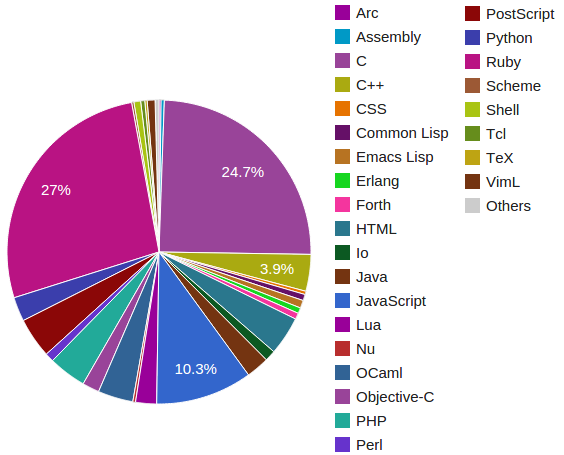 24.7%
3.9%
10.3%
27%
Arc
Assembly
C
C++
CSS
Common Lisp
Emacs Lisp
Erlang
Forth
HTML
Io
Java
JavaScript
Lua
Nu
OCaml
Objective-C
PHP
Perl
PostScript
Python
Ruby
Scheme
Shell
Tcl
TeX
VimL
Others